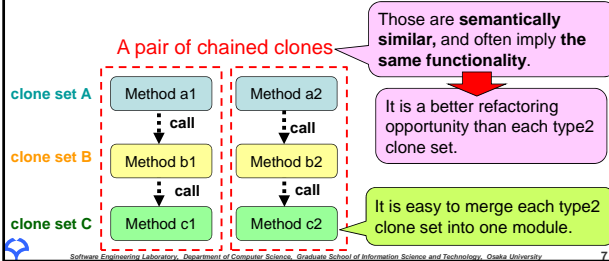 Those are semantically
similar, and often imply the
same functionality.
A pair of chained clones
clone set A
Method a1
Method a2
call
call
It is a better refactoring
opportunity than each type2
clone set.
clone set B
Method b1
Method b2
call
call
clone set C
Method c1
Method c2
It is easy to merge each type2
clone set into one module.
Software Engineering Laboratory, Department of Computer Science, Graduate School of Information Science and Technology, Osaka University
7